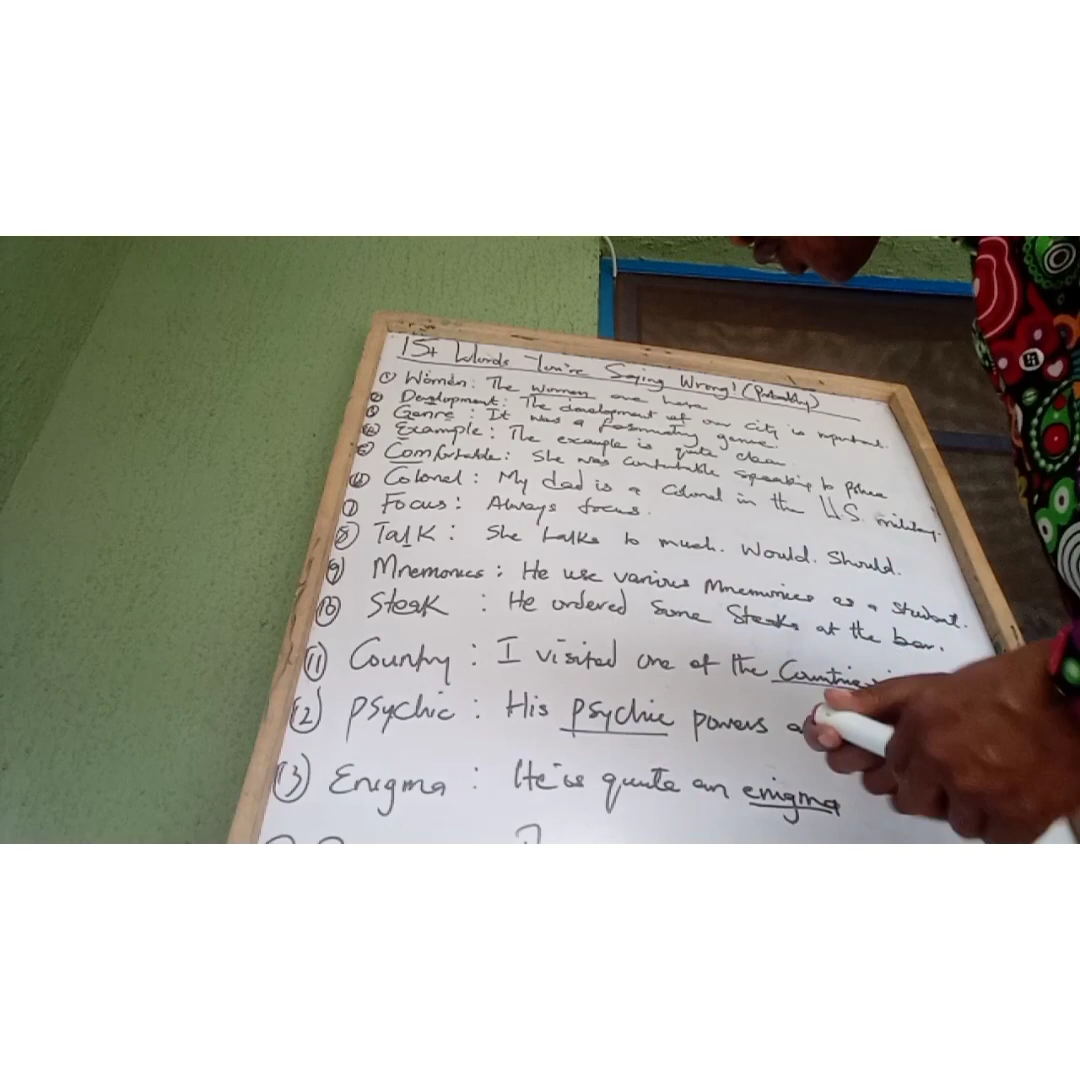 15+ Words You're Saying Wrong! (Probably)
① Women: The women are here
② Development: The development of our city is important.
③ Genre: It was a genre.
④ Example: The example is quite clear.
⑤ Comfortable: She was comfortable speaking to
⑥ Colonel: My dad is a colonel in the U.S. military.
⑦ Focus: Always focus.
⑧ Talk: She talks to much. Would. Should.
⑨ Mnemonics: He use various Mnemonics as a student.
⑩ Steak: He ordered some steaks at the bar.
⑪ Country: I visited one of the
⑫ Psychic: His psychic powers
⑬ Enigma: He is quite an enigma